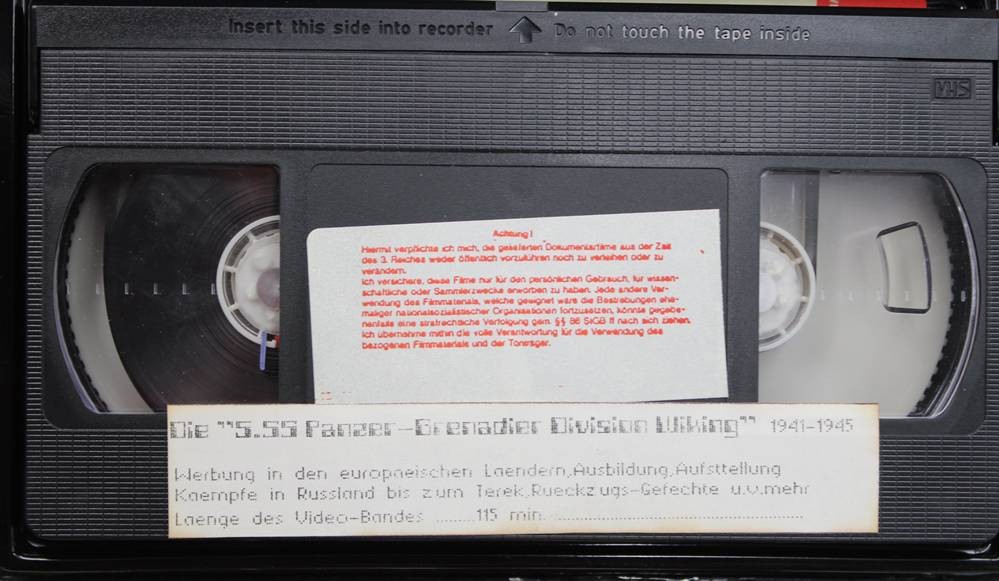 Insert this side into recorder Do not touch the tape inside
VHS
Achtung !
Hiermit verpflichte ich mich, die gelieferten Dokumentarfilme aus der Zeit
des 3. Reiches weder öffentlich vorzuführen noch zu verleihen oder zu
verändern.
Ich versichere, diese Filme nur für den persönlichen Gebrauch, für wissen-
schaftliche oder Sammlerzwecke erworben zu haben. Jede andere Ver-
wendung des Filmmaterials, welche geeignet wäre die Bestrebungen ehe-
maliger nationalsozialistischer Organisationen fortzusetzen, könnte gegebe-
nenfalls eine strafrechtliche Verfolgung gem. §§ 86 StGB ff nach sich ziehen.
Ich übernehme mithin die volle Verantwortung für die Verwendung des
bezogenen Filmmaterials und der Tonträger.
Die "5.SS Panzer-Grenadier Division Wiking" 1941-1945
Werbung in den europaeischen Laendern,Ausbildung,Aufsttellung
Kaempfe in Russland bis zum Terek,Rueckzugs-Gefechte u.v.mehr
Laenge des Video-Bandes ........115 min.................................................